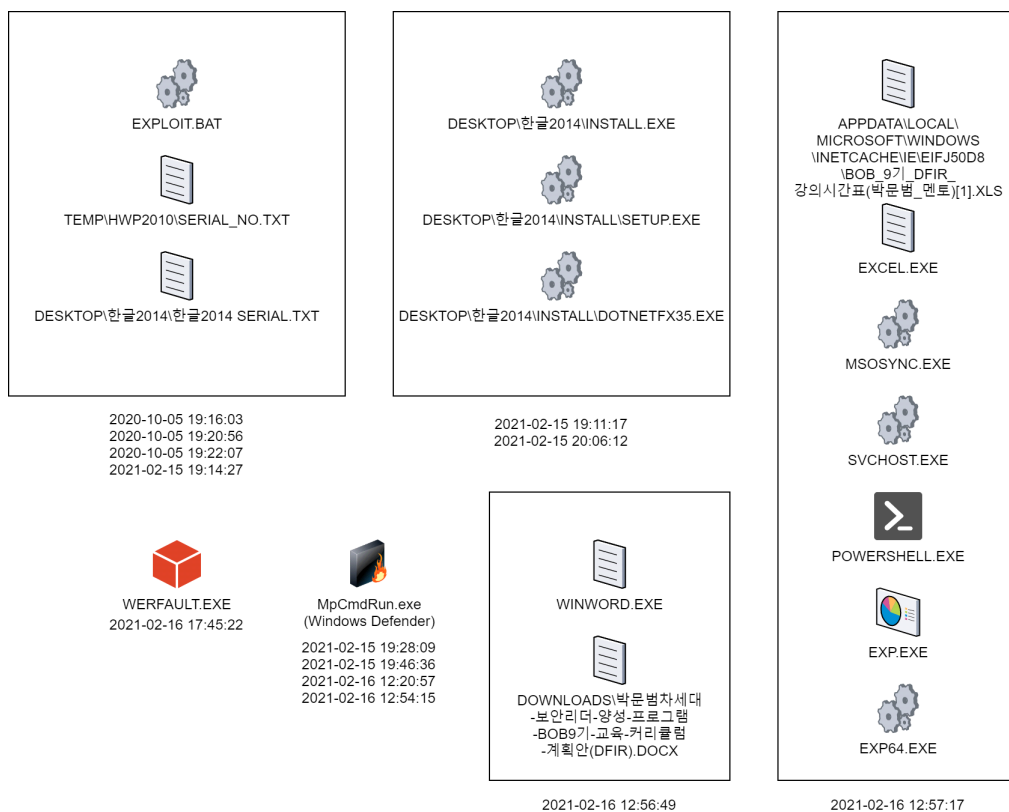 EXPLOIT.BAT
TEMP\HWP2010\SERIAL_NO.TXT
DESKTOP\한글2014\한글2014 SERIAL.TXT
2020-10-05 19:16:03
2020-10-05 19:20:56
2020-10-05 19:22:07
2021-02-15 19:14:27
DESKTOP\한글2014\INSTALL.EXE
DESKTOP\한글2014\INSTALL\SETUP.EXE
DESKTOP\한글2014\INSTALL\DOTNETFX35.EXE
2021-02-15 19:11:17
2021-02-15 20:06:12
APPDATA\LOCAL\
MICROSOFT\WINDOWS
\INETCACHE\IE\EIFJ50D8
\BOB_9기_DFIR_
강의시간표(박문범_멘토)[1].XLS
EXCEL.EXE
MSOSYNC.EXE
SVCHOST.EXE
POWERSHELL.EXE
EXP.EXE
EXP64.EXE
2021-02-16 12:57:17
WERFAULT.EXE
2021-02-16 17:45:22
MpCmdRun.exe
(Windows Defender)
2021-02-15 19:28:09
2021-02-15 19:46:36
2021-02-16 12:20:57
2021-02-16 12:54:15
WINWORD.EXE
DOWNLOADS\박문범차세대
-보안리더-양성-프로그램
-BOB9기-교육-커리큘럼
-계획안(DFIR).DOCX
2021-02-16 12:56:49